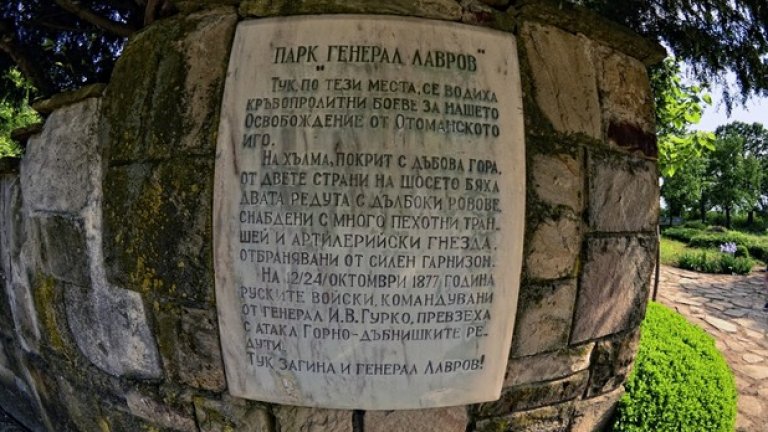 ПАРК "ГЕНЕРАЛ ЛАВРОВ"
ТУК, ПО ТЕЗИ МЕСТА, СЕ ВОДИХА
КРЪВОПРОЛИТНИ БОЕВЕ ЗА НАШЕТО
ОСВОБОЖДЕНИЕ ОТ ОТОМАНСКОТО
ИГО.
НА ХЪЛМА, ПОКРИТ С ДЪБОВА ГОРА,
ОТ ДВЕТЕ СТРАНИ НА ШОСЕТО БЯХА
ДВАТА РЕДУТА С ДЪЛБОКИ РОВОВЕ,
СНАБДЕНИ С МНОГО ПЕХОТНИ ТРАН-
ШЕЙ И АРТИЛЕРИЙСКИ ГНЕЗДА,
ОТБРАНЯВАНИ ОТ СИЛЕН ГАРНИЗОН.
НА 12/24/ОКТОМВРИ 1877 ГОДИНА
РУСКИТЕ ВОЙСКИ, КОМАНДУВАНИ
ОТ ГЕНЕРАЛ И.В.ГУРКО, ПРЕВЗЕХА
С АТАКА ГОРНО-ДЪБНИШКИТЕ РЕ-
ДУТИ.
ТУК ЗАГИНА И ГЕНЕРАЛ ЛАВРОВ!